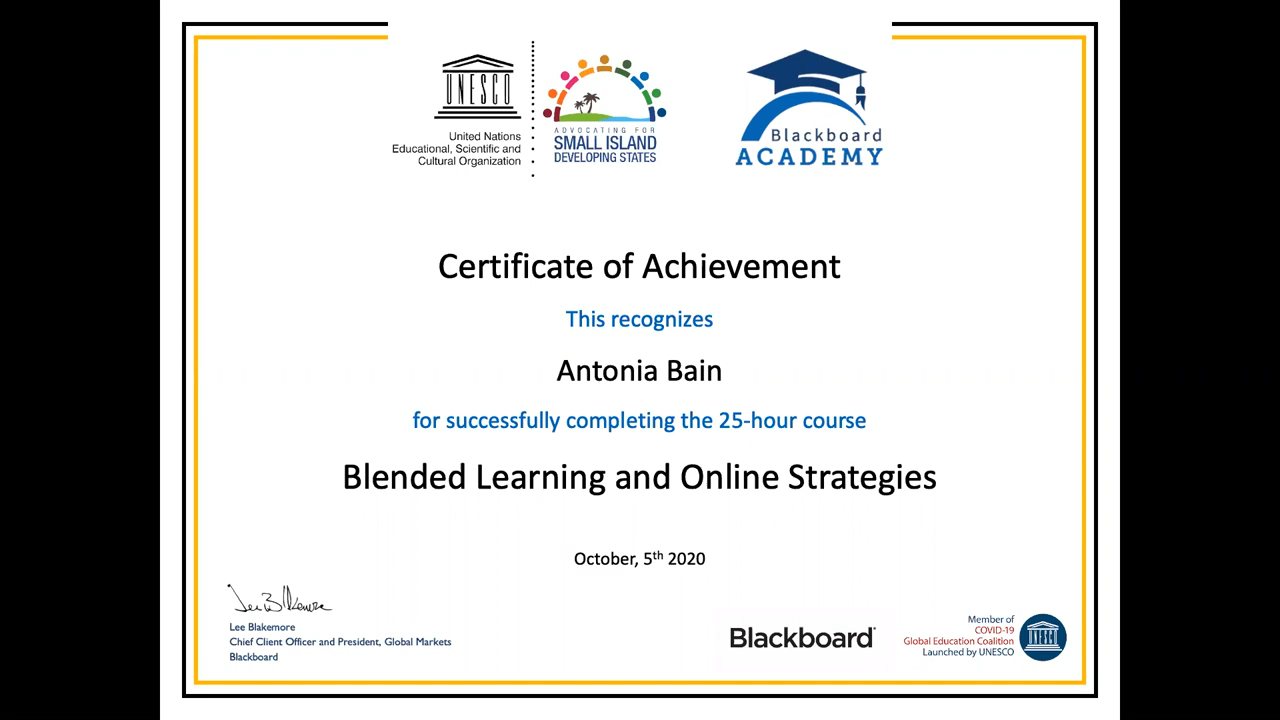 UNESCO
United Nations
Educational, Scientific and
Cultural Organization
ADVOCATING FOR
SMALL ISLAND
DEVELOPING STATES
Blackboard
ACADEMY
Certificate of Achievement
This recognizes
Antonia Bain
for successfully completing the 25-hour course
Blended Learning and Online Strategies
October, 5th 2020
Lee Blakemore
Lee Blakemore
Chief Client Officer and President, Global Markets
Blackboard
Blackboard
Member of
COVID-19
Global Education Coalition
Launched by UNESCO
UNESCO